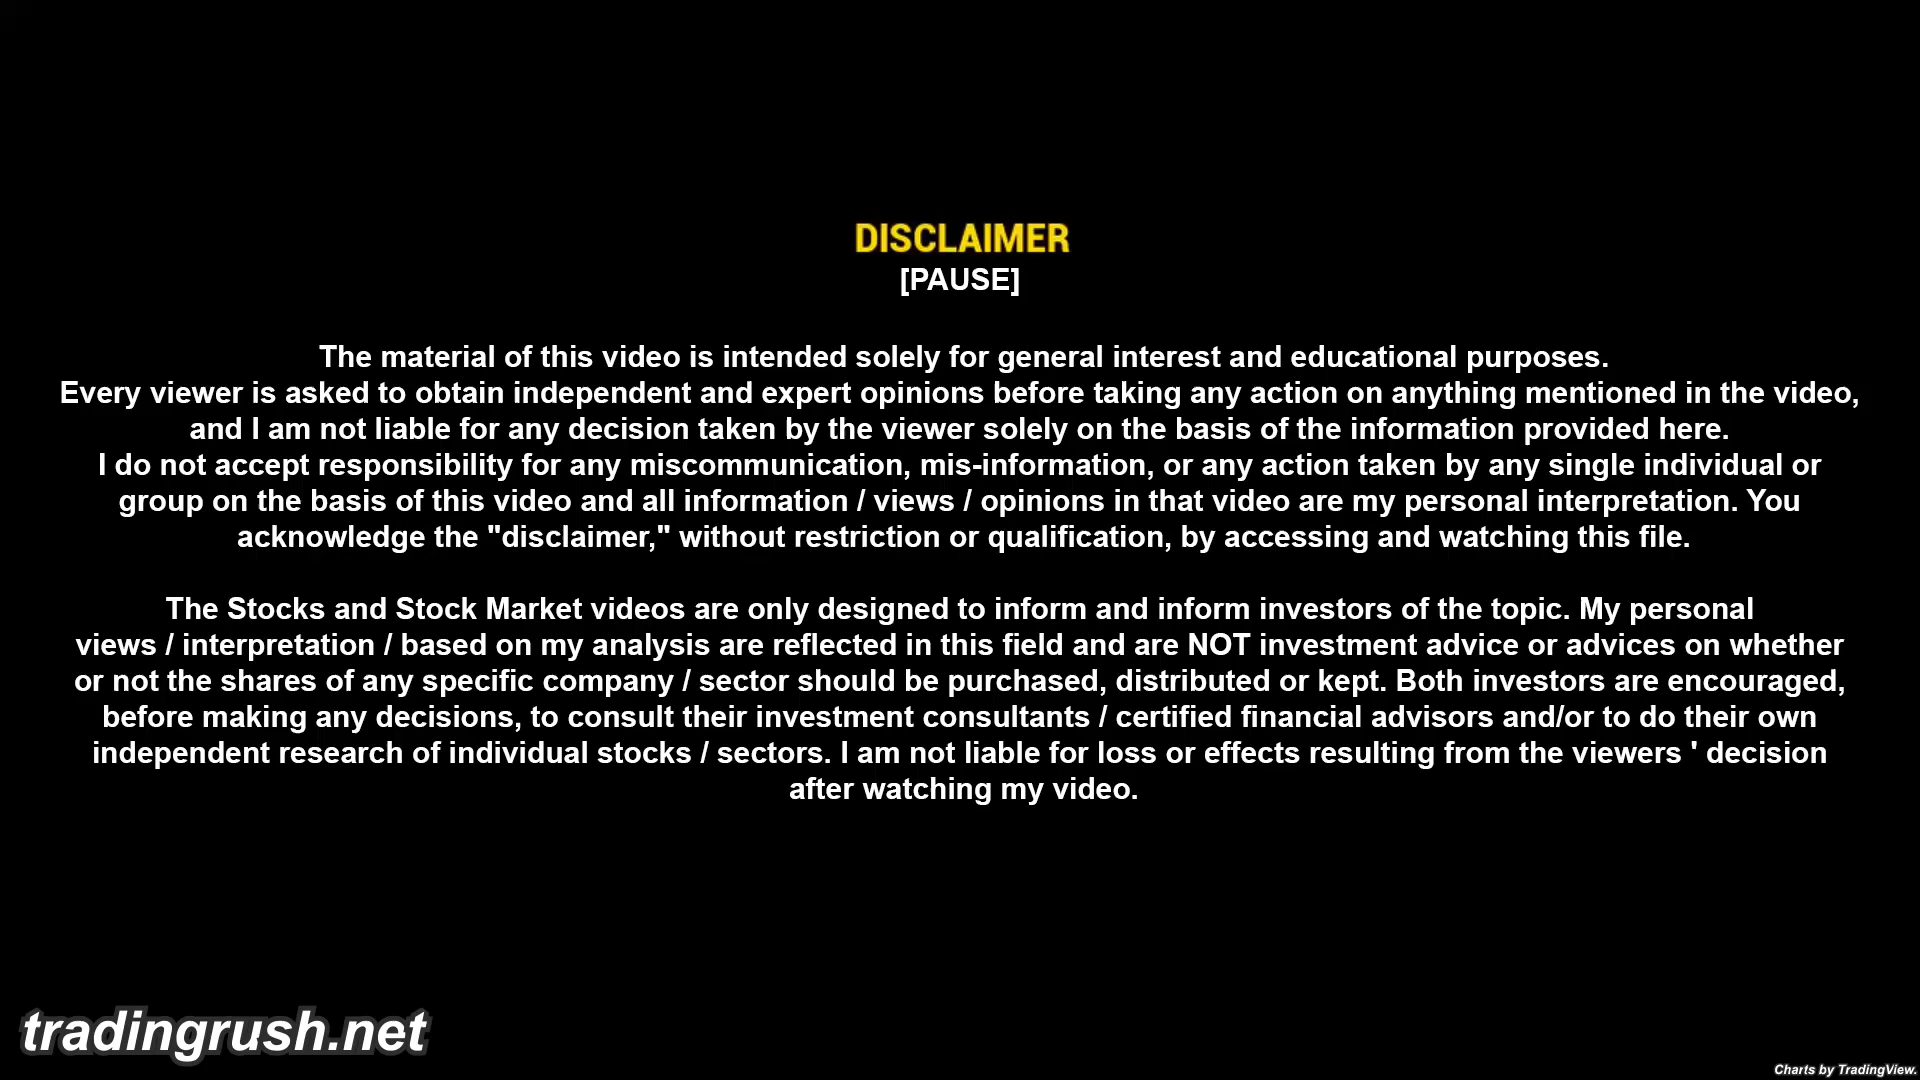 DISCLAIMER
[PAUSE]
The material of this video is intended solely for general interest and educational purposes.
Every viewer is asked to obtain independent and expert opinions before taking any action on anything mentioned in the video,
and I am not liable for any decision taken by the viewer solely on the basis of the information provided here.
I do not accept responsibility for any miscommunication, mis-information, or any action taken by any single individual or
group on the basis of this video and all information / views / opinions in that video are my personal interpretation. You
acknowledge the "disclaimer," without restriction or qualification, by accessing and watching this file.
The Stocks and Stock Market videos are only designed to inform and inform investors of the topic. My personal
views / interpretation / based on my analysis are reflected in this field and are NOT investment advice or advices on whether
or not the shares of any specific company / sector should be purchased, distributed or kept. Both investors are encouraged,
before making any decisions, to consult their investment consultants / certified financial advisors and/or to do their own
independent research of individual stocks / sectors. I am not liable for loss or effects resulting from the viewers ' decision
after watching my video.
tradingrush.net
Charts by TradingView.